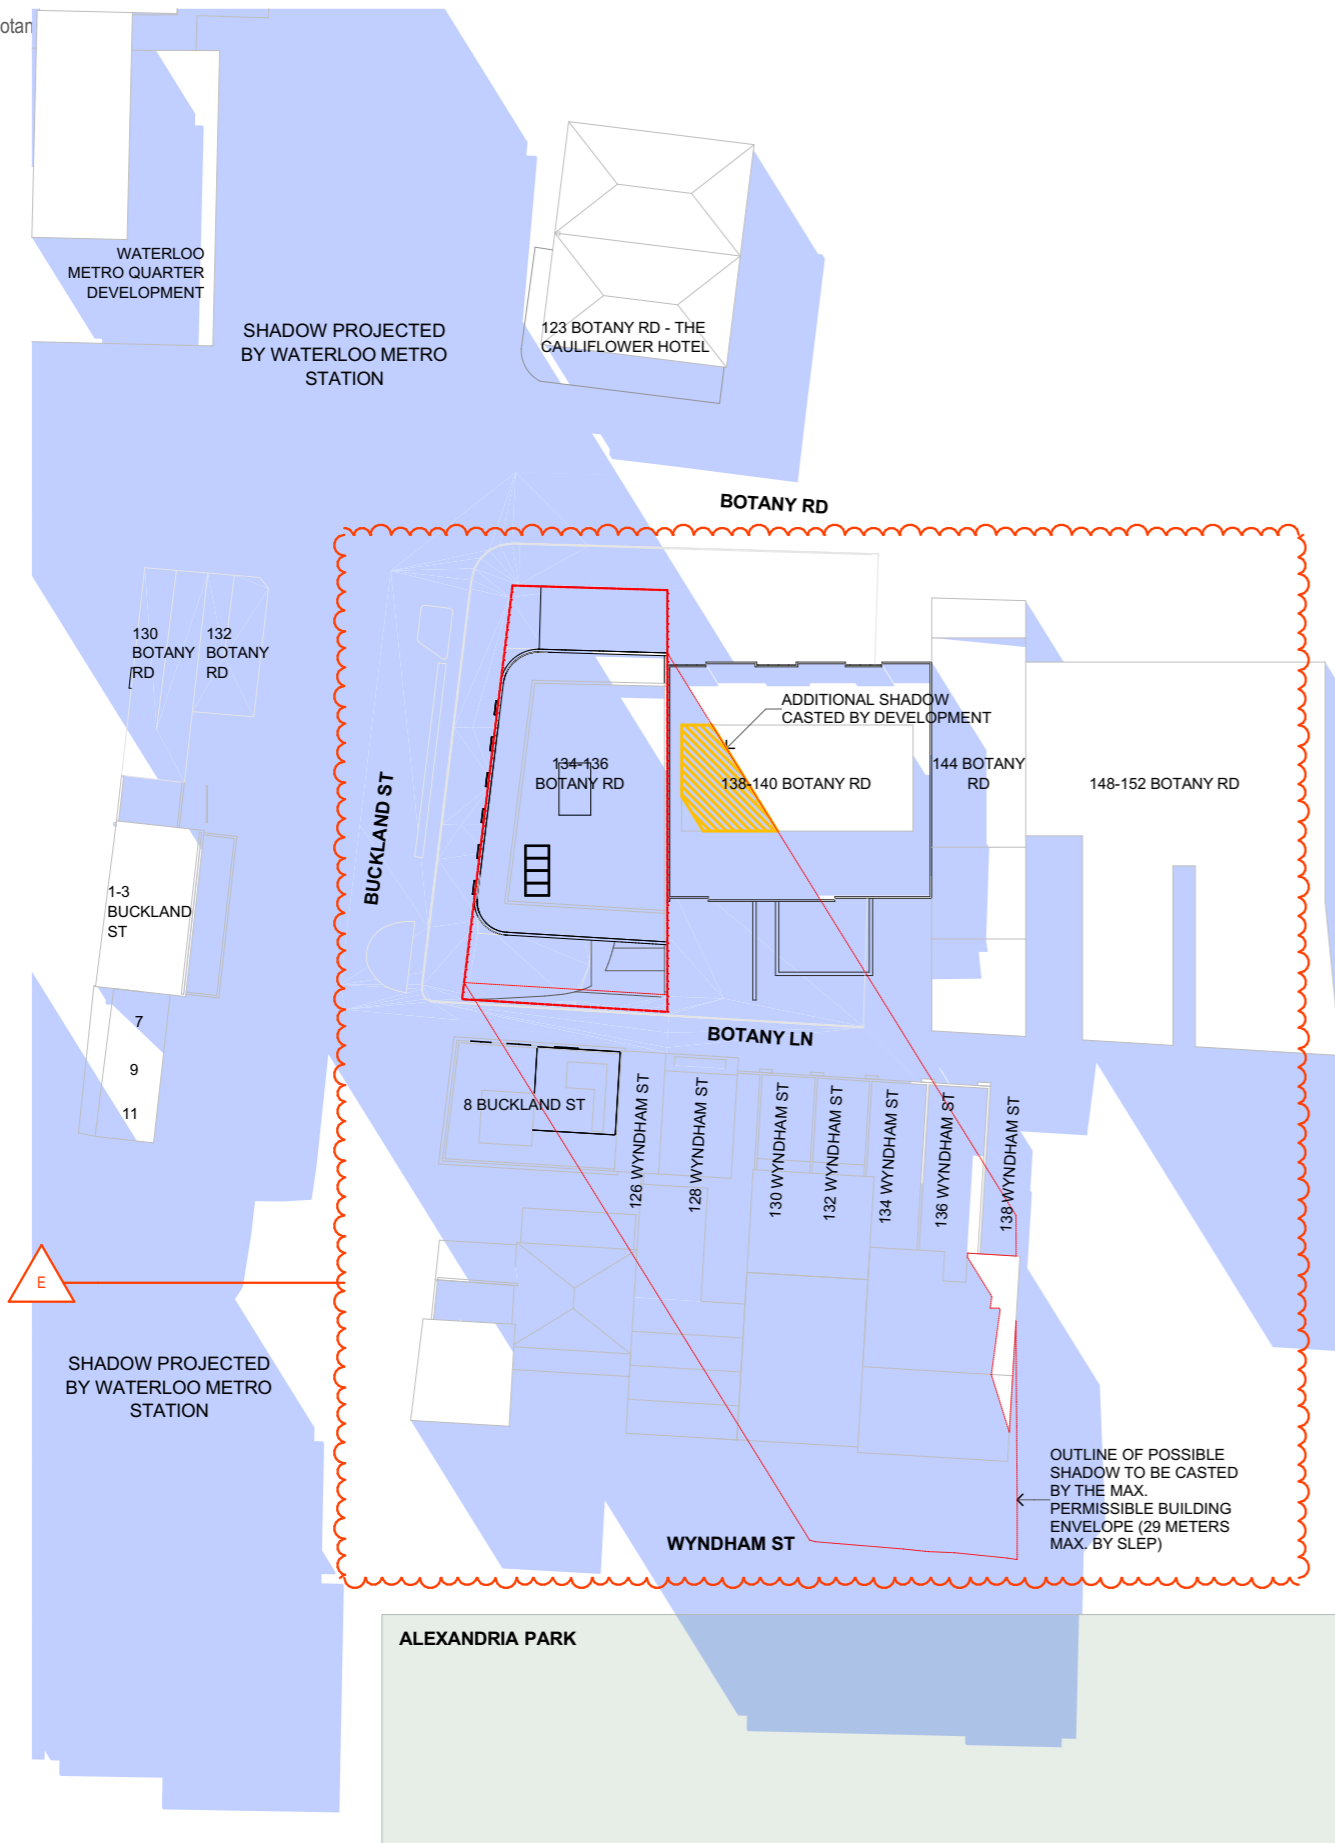 WATERLOO
METRO QUARTER
DEVELOPMENT
SHADOW PROJECTED
BY WATERLOO METRO
STATION
123 BOTANY RD - THE
CAULIFLOWER HOTEL
BOTANY RD
130
BOTANY
RD
132
BOTANY
RD
ADDITIONAL SHADOW
CASTED BY DEVELOPMENT
134-136
BOTANY RD
138-140 BOTANY RD
144 BOTANY
RD
148-152 BOTANY RD
BUCKLAND ST
1-3
BUCKLAND
ST
7
9
11
BOTANY LN
8 BUCKLAND ST
126 WYNDHAM ST
128 WYNDHAM ST
130 WYNDHAM ST
132 WYNDHAM ST
134 WYNDHAM ST
136 WYNDHAM ST
138 WYNDHAM ST
E
SHADOW PROJECTED
BY WATERLOO METRO
STATION
OUTLINE OF POSSIBLE
SHADOW TO BE CASTED
BY THE MAX.
PERMISSIBLE BUILDING
ENVELOPE (29 METERS
MAX. BY SLEP)
WYNDHAM ST
ALEXANDRIA PARK